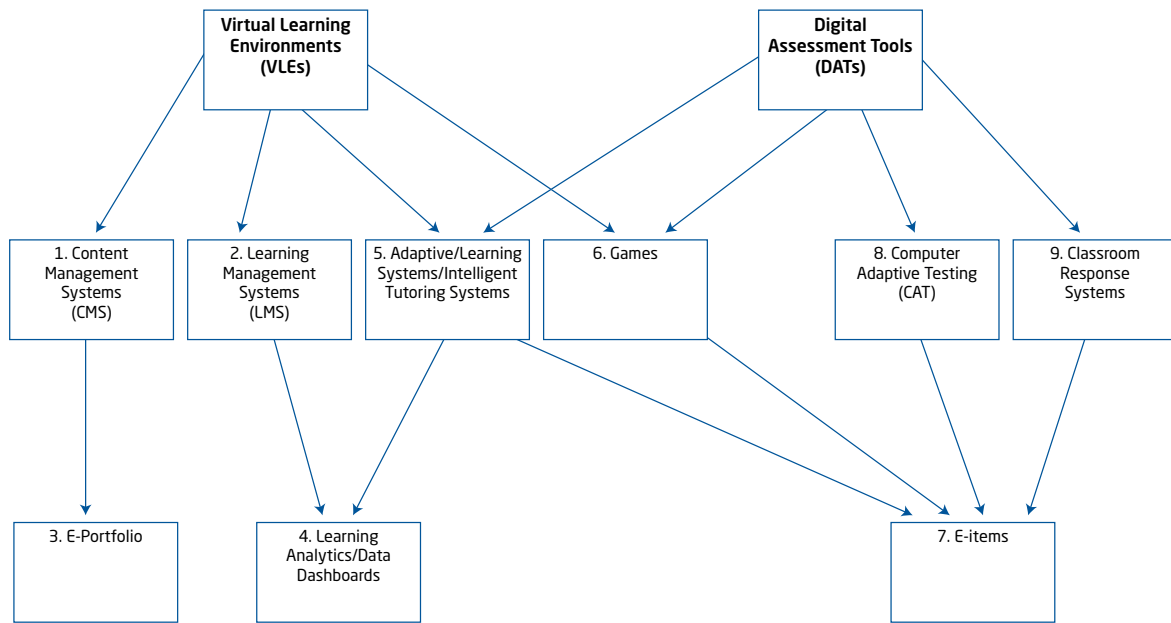 Virtual Learning
Environments
(VLEs)
Digital
Assessment Tools
(DATs)
1. Content
Management
Systems
(CMS)
2. Learning
Management
Systems
(LMS)
5. Adaptive/Learning
Systems/Intelligent
Tutoring Systems
6. Games
8. Computer
Adaptive Testing
(CAT)
9. Classroom
Response
Systems
3. E-Portfolio
4. Learning
Analytics/Data
Dashboards
7. E-items